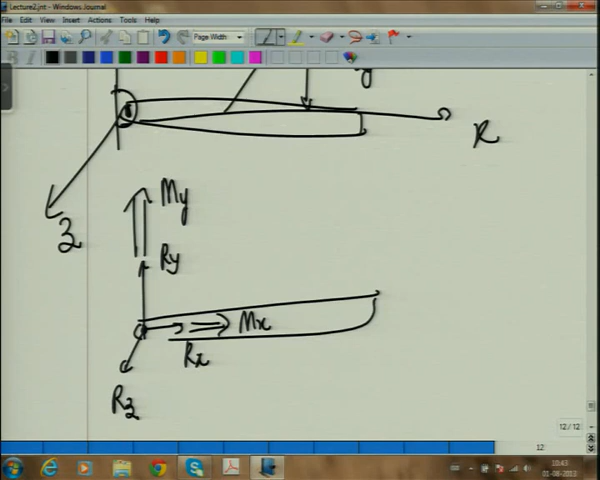 Lecture2.jnt - Windows Journal
File Edit View Insert Actions Tools Help
Page Width
y
x
z
My
Ry
Mx
Rx
Rz
12 / 12
12
10:43
01-08-2013